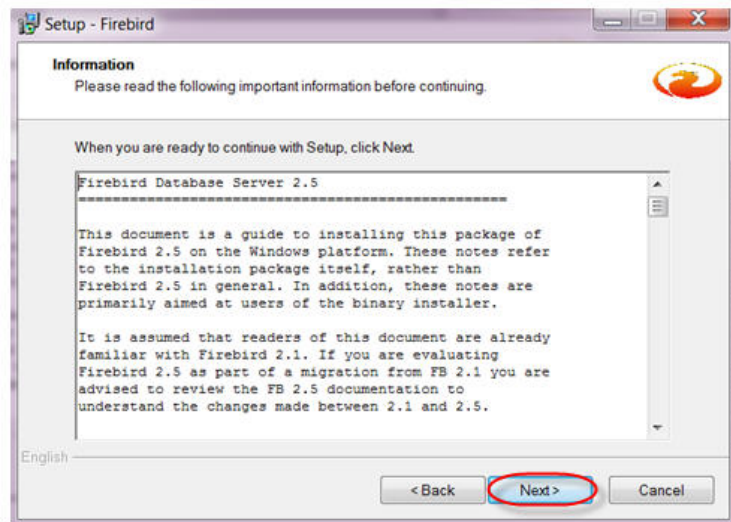 Setup - Firebird
Information
Please read the following important information before continuing.
When you are ready to continue with Setup, click Next.
Firebird Database Server 2.5
==================================================
This document is a guide to installing this package of
Firebird 2.5 on the Windows platform. These notes refer
to the installation package itself, rather than
Firebird 2.5 in general. In addition, these notes are
primarily aimed at users of the binary installer.
It is assumed that readers of this document are already
familiar with Firebird 2.1. If you are evaluating
Firebird 2.5 as part of a migration from FB 2.1 you are
advised to review the FB 2.5 documentation to
understand the changes made between 2.1 and 2.5.
English
< Back Next > Cancel